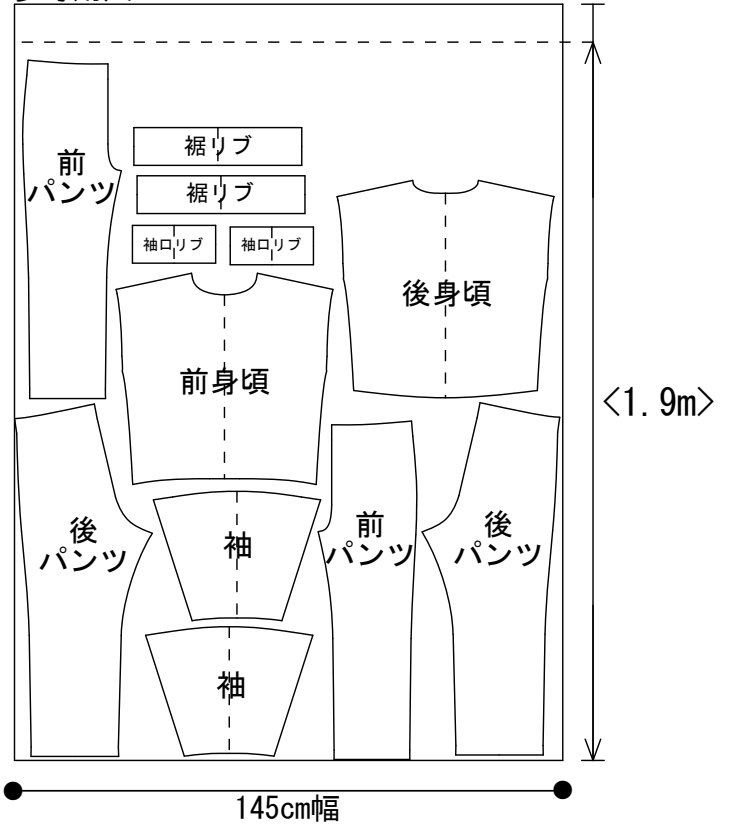 前
パンツ
裾リブ
裾リブ
袖口リブ
袖口リブ
後身頃
前身頃
<1.9m>
後
パンツ
袖
前
パンツ
後
パンツ
袖
145cm幅